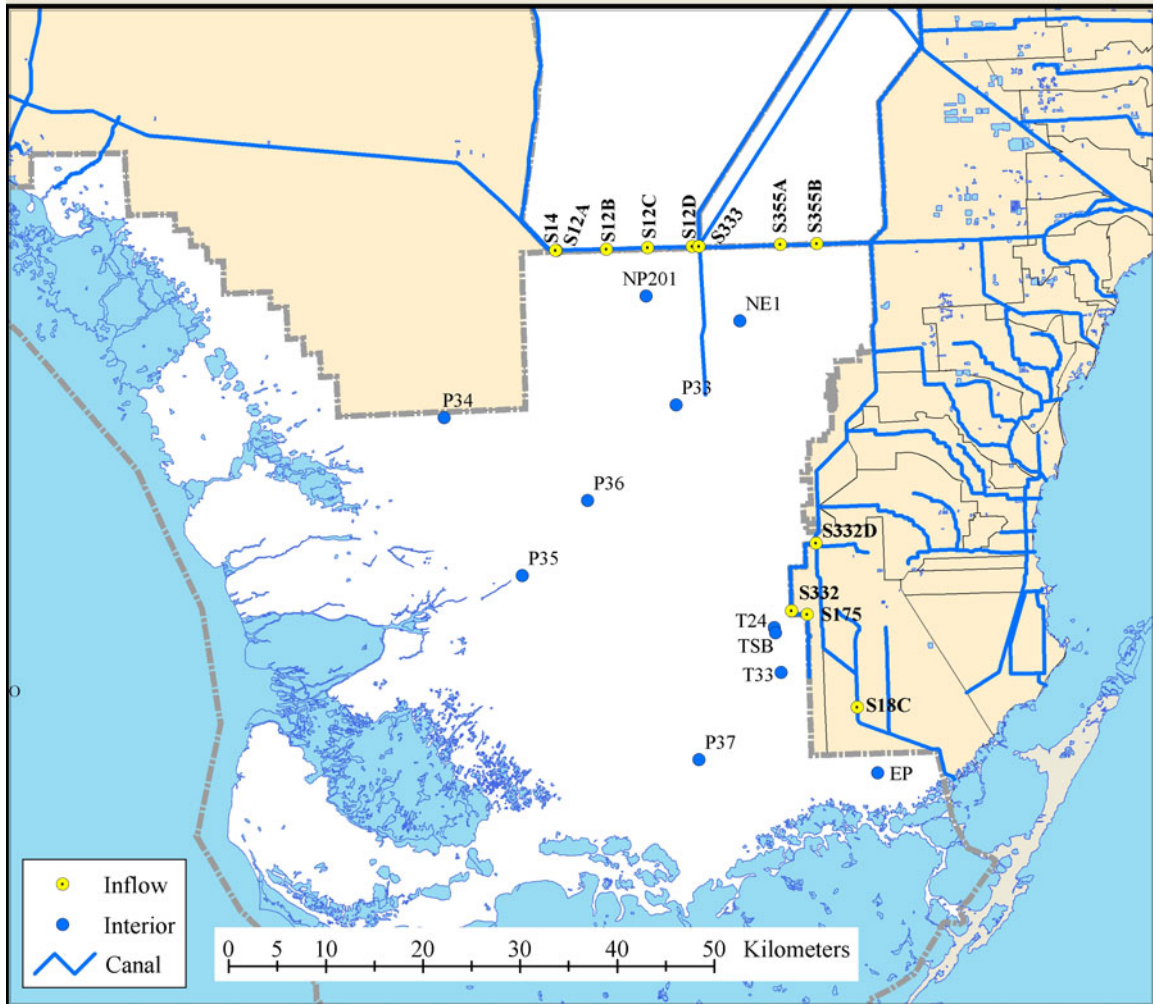 S14
S12A
S12B
S12C
S12D
S333
S355A
S355B
NP201
NE1
P33
P34
P36
S332D
P35
S332
S175
T24
TSB
T33
S18C
P37
EP
Inflow
Interior
Canal
0 10 20 30 40 50 Kilometers